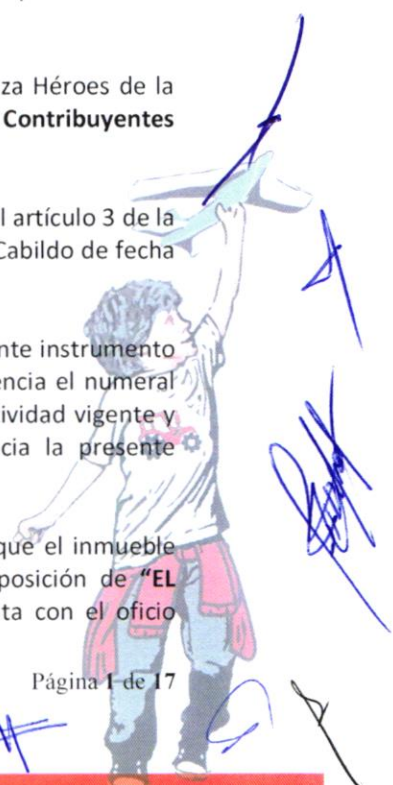 za Héroes de la
Contribuyentes
l artículo 3 de la
Cabildo de fecha
nte instrumento
encia el numeral
ividad vigente y
cia la presente
que el inmueble
posición de “EL
ta con el oficio
Página 1 de 17